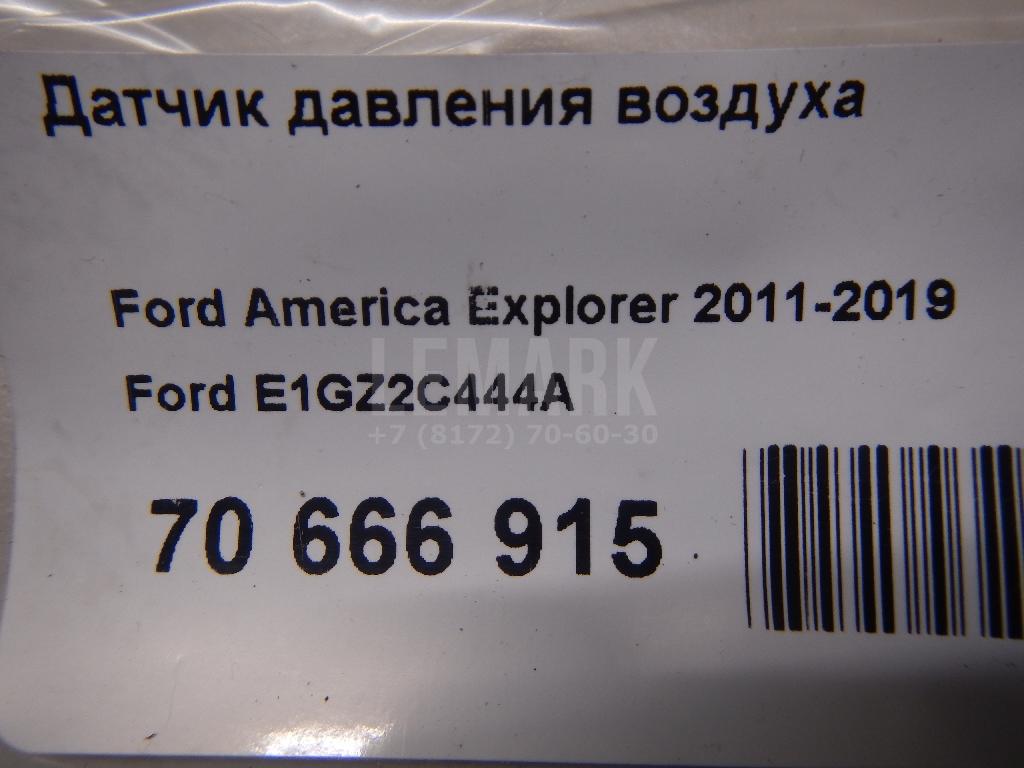 Датчик давления воздуха
Ford America Explorer 2011-2019
LEMARK
Ford E1GZ2C444A
+7 (8172) 70-60-30
70 666 915